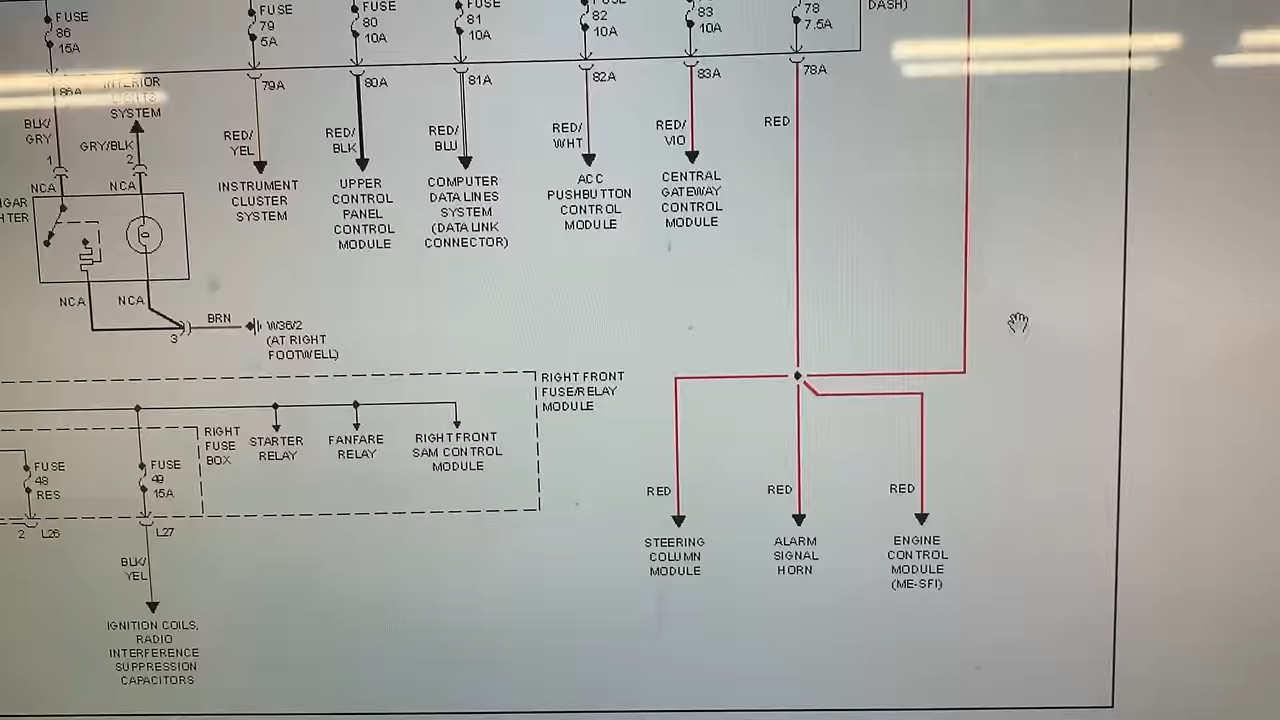 FUSE
86
15A
FUSE
79
5A
FUSE
80
10A
FUSE
81
10A
82
10A
83
10A
78
7.5A
DASH)
86A
79A
80A
81A
82A
83A
78A
INTERIOR
LIGHTS
SYSTEM
BLK/
GRY
GRY/BLK
1
2
NCA
NCA
RED/
YEL
RED/
BLK
RED/
BLU
RED/
WHT
RED/
VIO
RED
INSTRUMENT
CLUSTER
SYSTEM
UPPER
CONTROL
PANEL
CONTROL
MODULE
COMPUTER
DATA LINES
SYSTEM
(DATA LINK
CONNECTOR)
ACC
PUSHBUTTON
CONTROL
MODULE
CENTRAL
GATEWAY
CONTROL
MODULE
NCA
NCA
3
BRN
W36/2
(AT RIGHT
FOOTWELL)
RIGHT FRONT
FUSE/RELAY
MODULE
RIGHT
FUSE
BOX
STARTER
RELAY
FANFARE
RELAY
RIGHT FRONT
SAM CONTROL
MODULE
FUSE
48
RES
FUSE
49
15A
2
L26
L27
BLK/
YEL
IGNITION COILS,
RADIO
INTERFERENCE
SUPPRESSION
CAPACITORS
RED
RED
RED
STEERING
COLUMN
MODULE
ALARM
SIGNAL
HORN
ENGINE
CONTROL
MODULE
(ME-SFI)